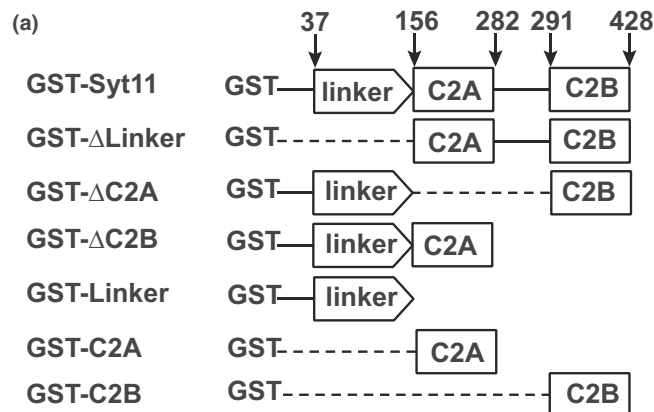 (a)
37 156 282 291 428
GST-Syt11 GST linker C2A C2B
GST-ΔLinker GST C2A C2B
GST-ΔC2A GST linker C2B
GST-ΔC2B GST linker C2A
GST-Linker GST linker
GST-C2A GST C2A
GST-C2B GST C2B